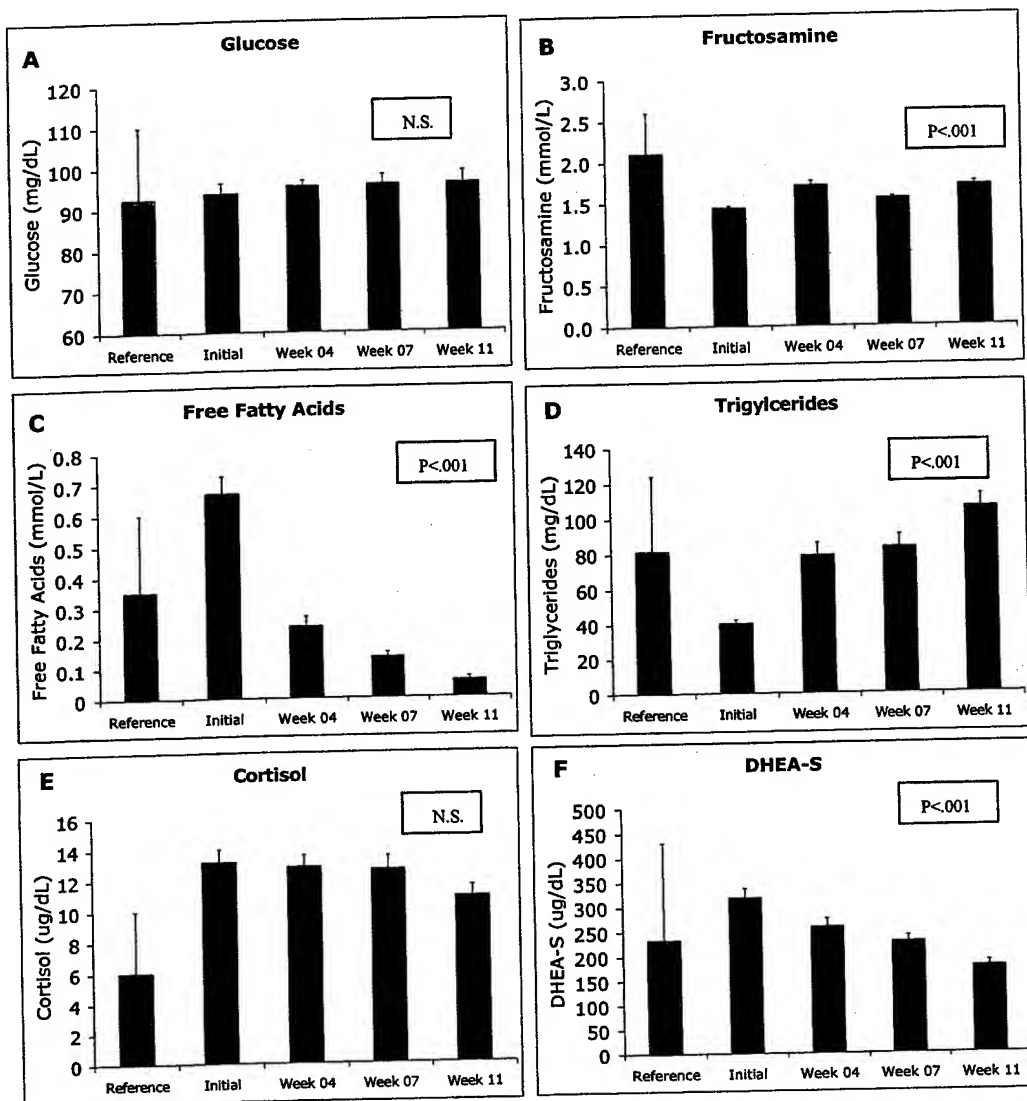 A
Glucose
N.S.
Glucose (mg/dL)
120
110
100
90
80
70
60
Reference Initial Week 04 Week 07 Week 11
B
Fructosamine
P<.001
Fructosamine (mmol/L)
3.0
2.5
2.0
1.5
1.0
0.5
0.0
Reference Initial Week 04 Week 07 Week 11
C
Free Fatty Acids
P<.001
Free Fatty Acids (mmol/L)
0.8
0.7
0.6
0.5
0.4
0.3
0.2
0.1
0
Reference Initial Week 04 Week 07 Week 11
D
Trigylcerides
P<.001
Triglycerides (mg/dL)
140
120
100
80
60
40
20
0
Reference Initial Week 04 Week 07 Week 11
E
Cortisol
N.S.
Cortisol (ug/dL)
16
14
12
10
8
6
4
2
0
Reference Initial Week 04 Week 07 Week 11
F
DHEA-S
P<.001
DHEA-S (ug/dL)
500
450
400
350
300
250
200
150
100
50
0
Reference Initial Week 04 Week 07 Week 11